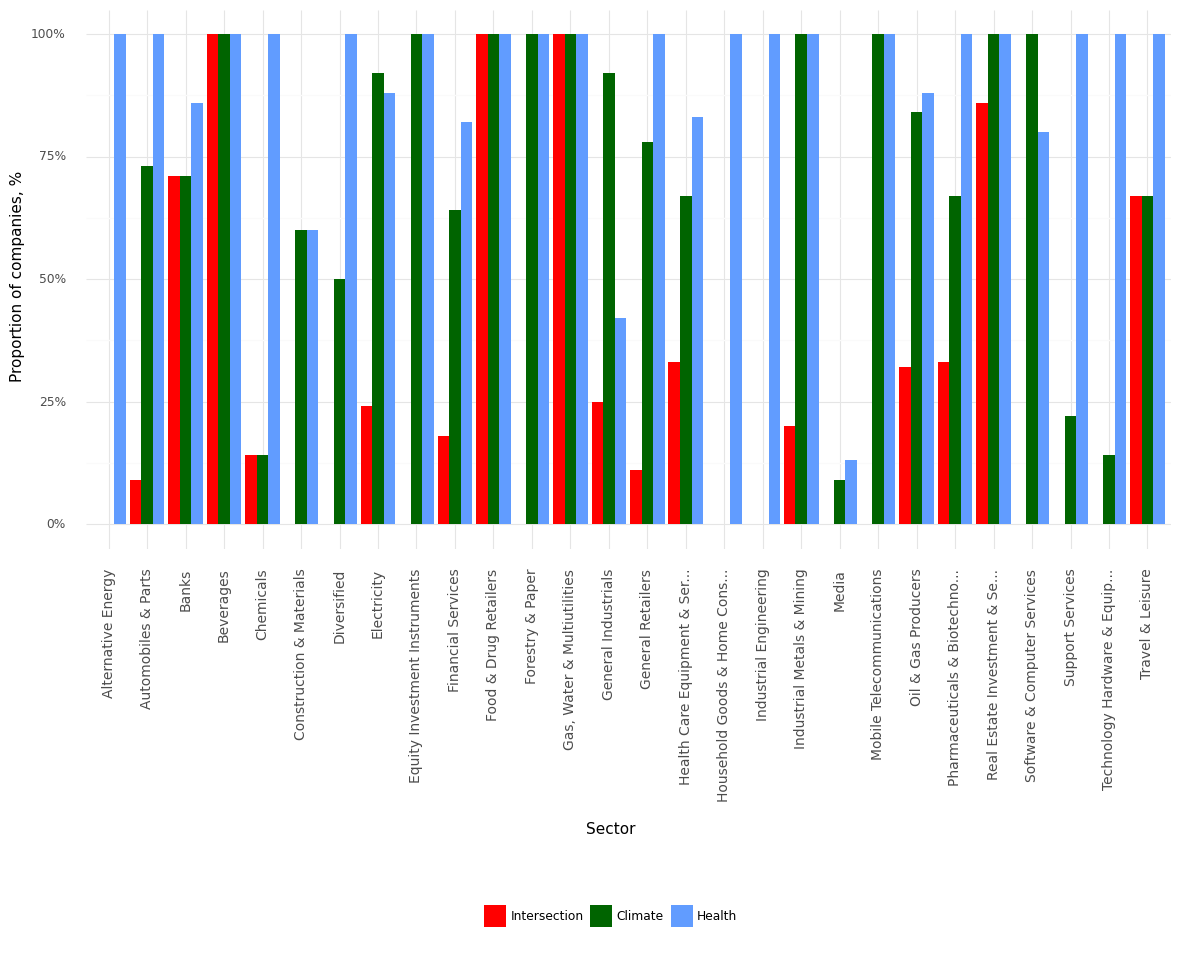 Proportion of companies, %
100%
75%
50%
25%
0%
Alternative Energy
Automobiles & Parts
Banks
Beverages
Chemicals
Construction & Materials
Diversified
Electricity
Equity Investment Instruments
Financial Services
Food & Drug Retailers
Forestry & Paper
Gas, Water & Multiutilities
General Industrials
General Retailers
Health Care Equipment & Ser...
Household Goods & Home Cons...
Industrial Engineering
Industrial Metals & Mining
Media
Mobile Telecommunications
Oil & Gas Producers
Pharmaceuticals & Biotechno...
Real Estate Investment & Se...
Software & Computer Services
Support Services
Technology Hardware & Equip...
Travel & Leisure
Sector
Intersection Climate Health